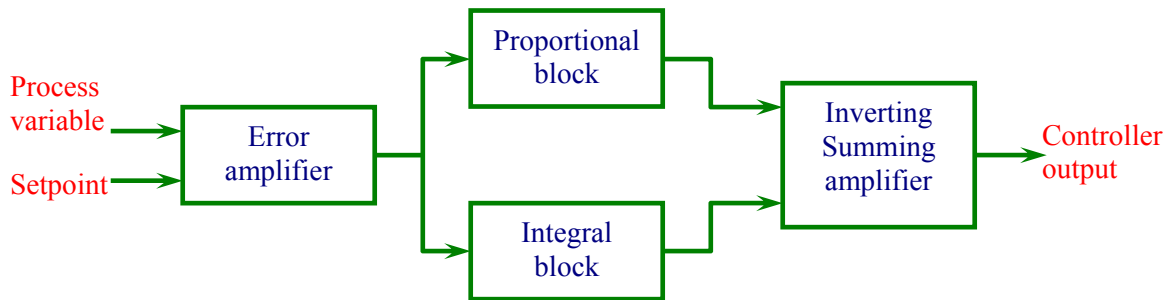 Process
variable
Setpoint
Error
amplifier
Proportional
block
Integral
block
Inverting
Summing
amplifier
Controller
output